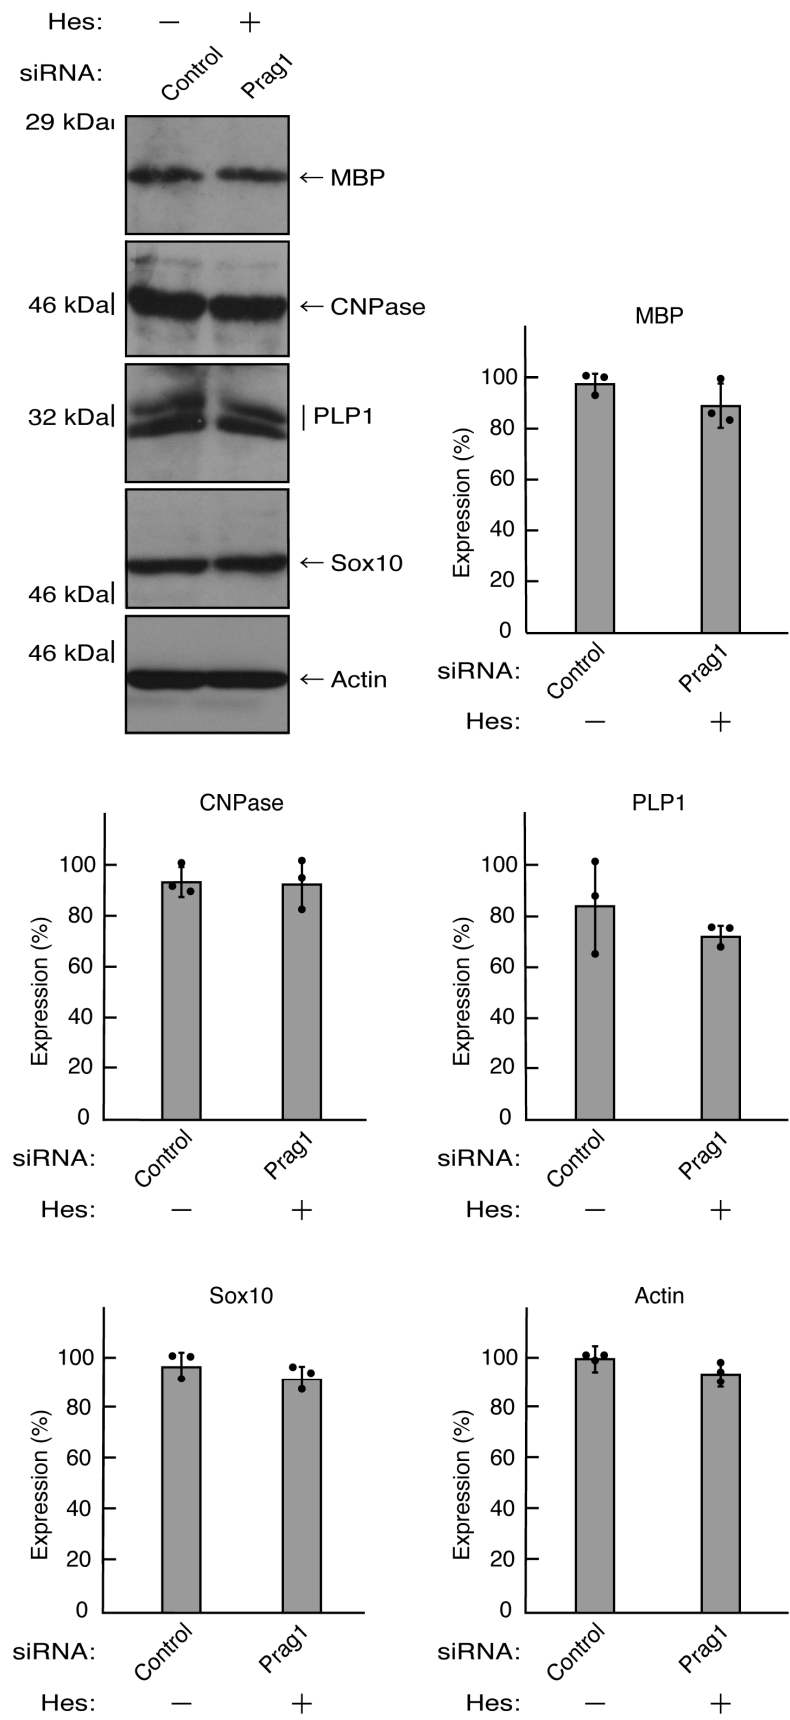 Hes: — +
siRNA: Control Prag1
29 kDa
← MBP
46 kDa
← CNPase
32 kDa
PLP1
← Sox10
46 kDa
46 kDa
← Actin
MBP
Expression (%)
100
80
60
40
20
0
siRNA: Control Prag1
Hes: — +
CNPase
Expression (%)
100
80
60
40
20
0
siRNA: Control Prag1
Hes: — +
PLP1
Expression (%)
100
80
60
40
20
0
siRNA: Control Prag1
Hes: — +
Sox10
Expression (%)
100
80
60
40
20
0
siRNA: Control Prag1
Hes: — +
Actin
Expression (%)
100
80
60
40
20
0
siRNA: Control Prag1
Hes: — +